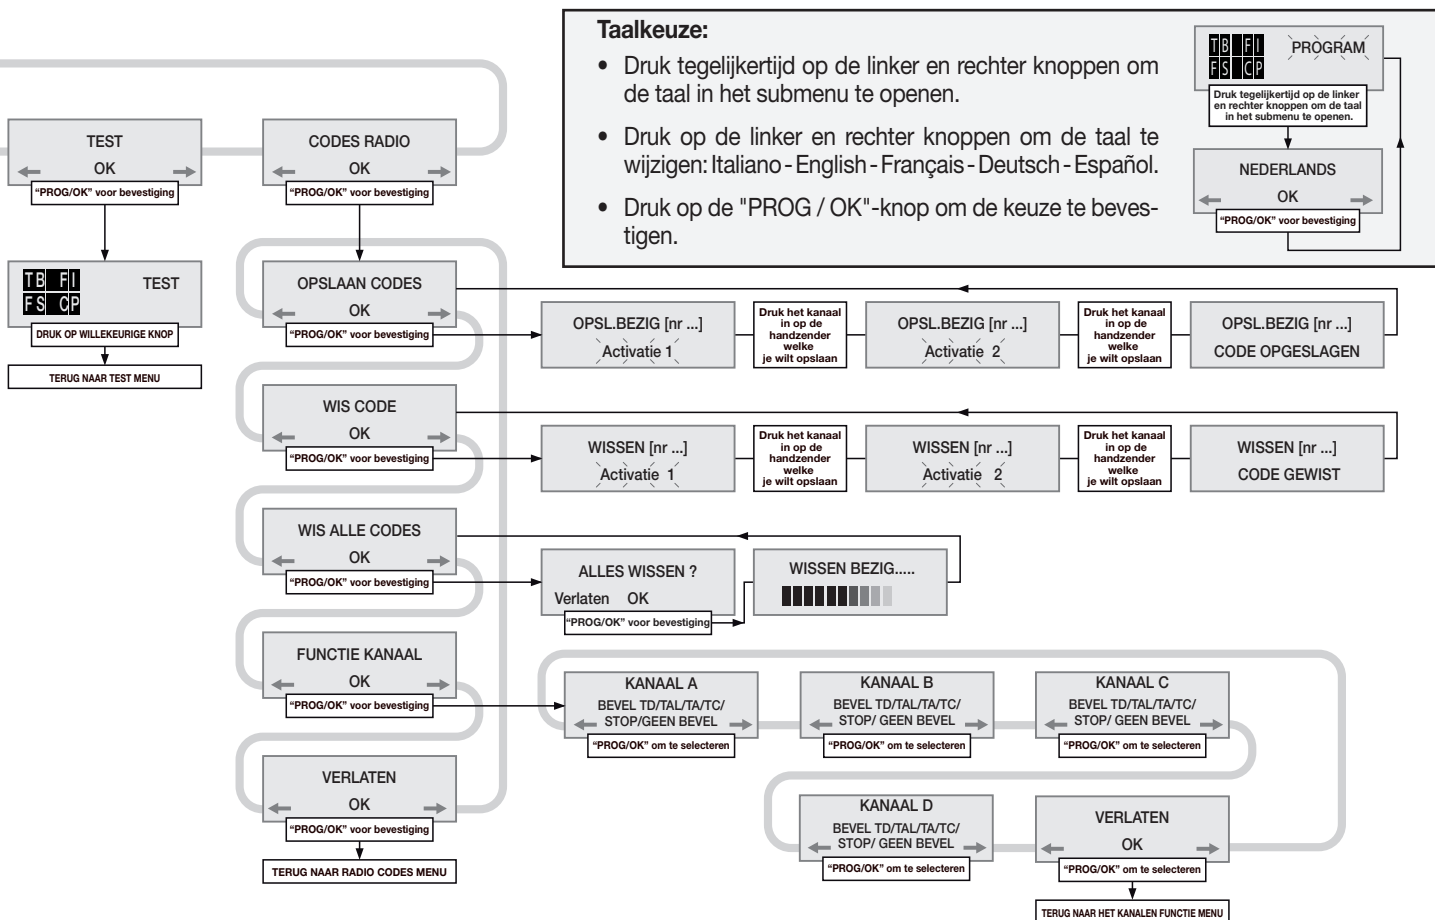 Taalkeuze:
• Druk tegelijkertijd op de linker en rechter knoppen om
de taal in het submenu te openen.
• Druk op de linker en rechter knoppen om de taal te
wijzigen: Italiano - English - Français - Deutsch - Español.
• Druk op de "PROG / OK"-knop om de keuze te beves-
tigen.
TB FI
FS CP
PROGRAM
Druk tegelijkertijd op de linker
en rechter knoppen om de taal
in het submenu te openen.
NEDERLANDS
OK
“PROG/OK” voor bevestiging
TEST
OK
“PROG/OK” voor bevestiging
TB FI
FS CP
TEST
DRUK OP WILLEKEURIGE KNOP
TERUG NAAR TEST MENU
CODES RADIO
OK
“PROG/OK” voor bevestiging
OPSLAAN CODES
OK
“PROG/OK” voor bevestiging
OPSL.BEZIG [nr ...]
Activatie 1
Druk het kanaal
in op de
handzender
welke
je wilt opslaan
OPSL.BEZIG [nr ...]
Activatie 2
Druk het kanaal
in op de
handzender
welke
je wilt opslaan
OPSL.BEZIG [nr ...]
CODE OPGESLAGEN
WIS CODE
OK
“PROG/OK” voor bevestiging
WISSEN [nr ...]
Activatie 1
Druk het kanaal
in op de
handzender
welke
je wilt opslaan
WISSEN [nr ...]
Activatie 2
Druk het kanaal
in op de
handzender
welke
je wilt opslaan
WISSEN [nr ...]
CODE GEWIST
WIS ALLE CODES
OK
“PROG/OK” voor bevestiging
ALLES WISSEN ?
Verlaten OK
“PROG/OK” voor bevestiging
WISSEN BEZIG.....
FUNCTIE KANAAL
OK
“PROG/OK” voor bevestiging
KANAAL A
BEVEL TD/TAL/TA/TC/
STOP/GEEN BEVEL
“PROG/OK” om te selecteren
KANAAL B
BEVEL TD/TAL/TA/TC/
STOP/ GEEN BEVEL
“PROG/OK” om te selecteren
KANAAL C
BEVEL TD/TAL/TA/TC/
STOP/ GEEN BEVEL
“PROG/OK” om te selecteren
KANAAL D
BEVEL TD/TAL/TA/TC/
STOP/ GEEN BEVEL
“PROG/OK” om te selecteren
VERLATEN
OK
“PROG/OK” om te selecteren
TERUG NAAR HET KANALEN FUNCTIE MENU
VERLATEN
OK
“PROG/OK” voor bevestiging
TERUG NAAR RADIO CODES MENU